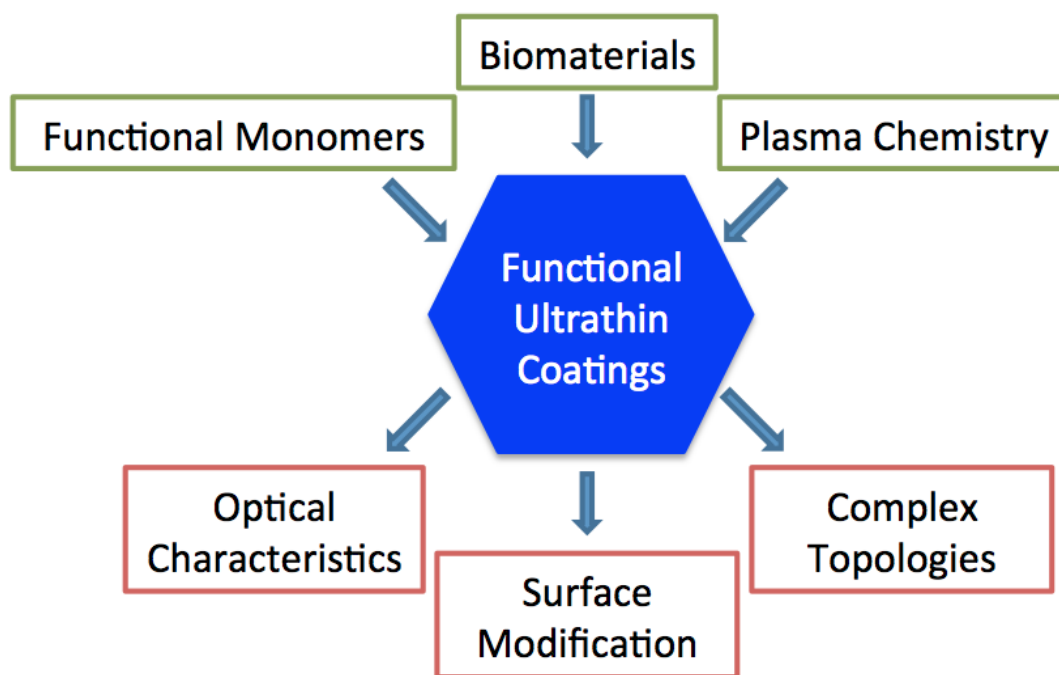 Biomaterials
Functional Monomers
Plasma Chemistry
Functional
Ultrathin
Coatings
Optical
Characteristics
Surface
Modification
Complex
Topologies